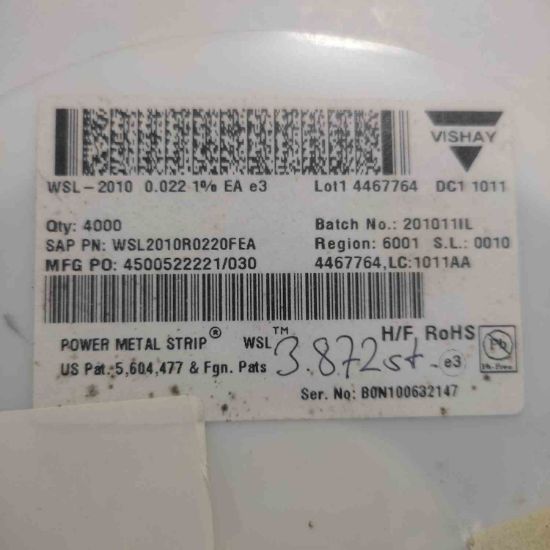 VISHAY
WSL-2010 0.022 1% EA e3 Lot1 4467764 DC1 1011
Qty: 4000 Batch No.: 201011IL
SAP PN: WSL2010R0220FEA Region: 6001 S.L.: 0010
MFG PO: 4500522221/030 4467764,LC:1011AA
H/F RoHS
POWER METAL STRIP® WSL™ 3.872st. e3
Pb
Pb-Free
US Pat. 5,604,477 & Fgn. Pats
Ser. No: B0N100632147